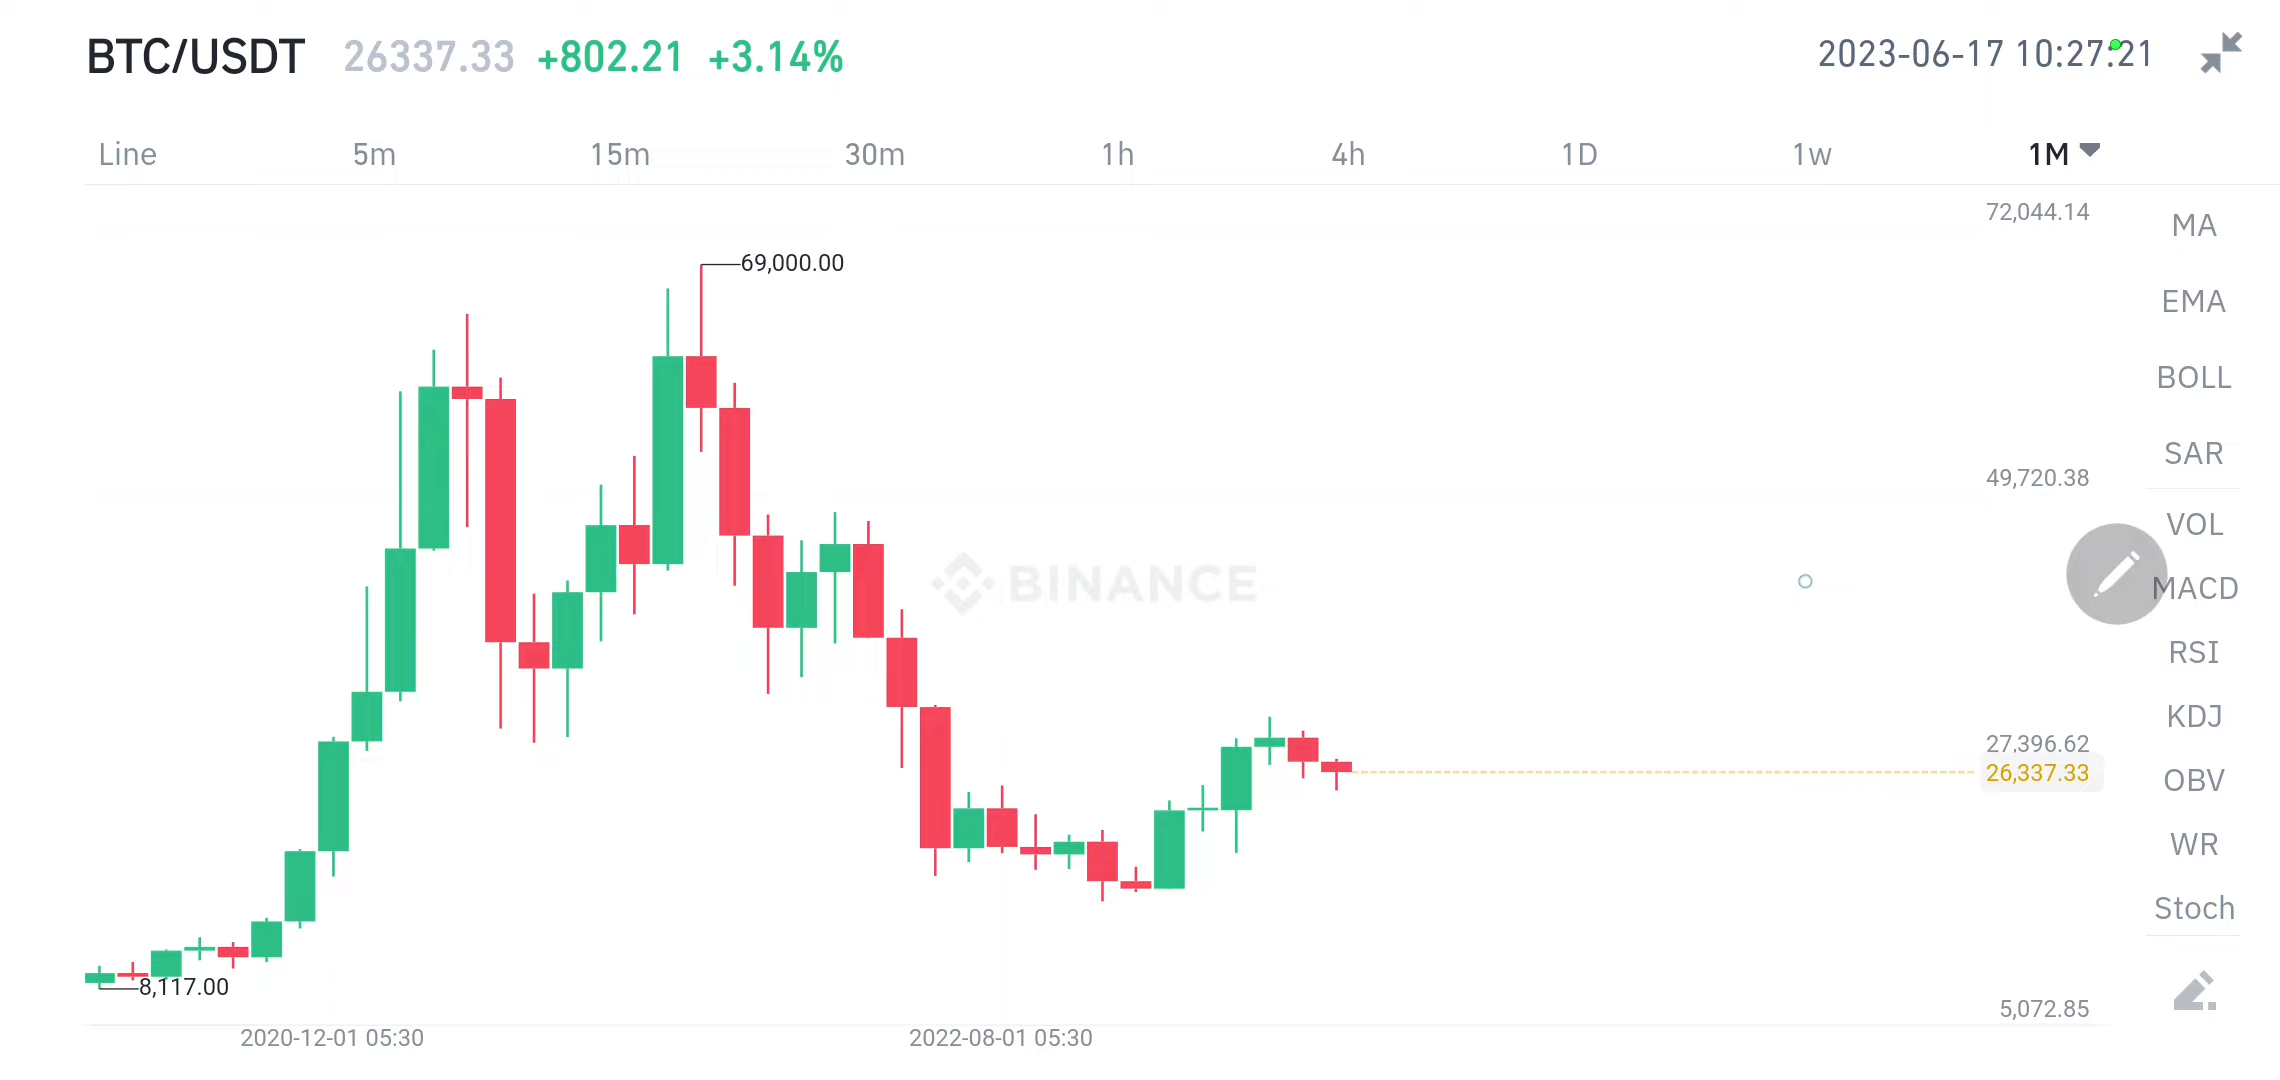 BTC/USDT 26337.33 +802.21 +3.14% 2023-06-17 10:27:21
Line 5m 15m 30m 1h 4h 1D 1w 1M
72,044.14
MA
69,000.00
EMA
BOLL
SAR
49,720.38
VOL
BINANCE
MACD
RSI
KDJ
27,396.62
26,337.33
OBV
WR
Stoch
8,117.00
5,072.85
2020-12-01 05:30 2022-08-01 05:30